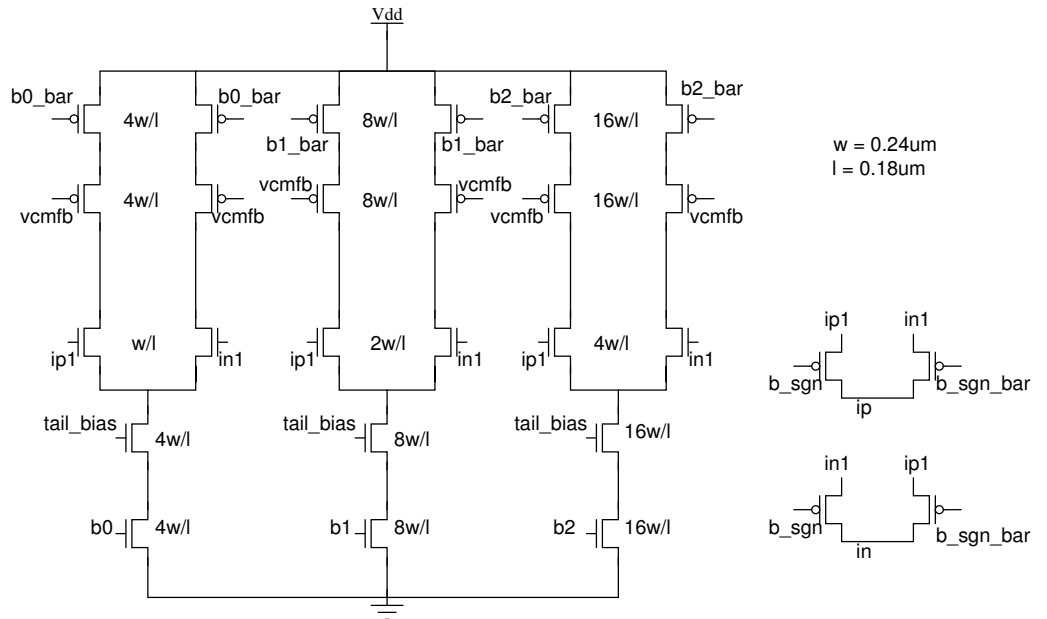 Vdd
b0_bar 4w/l b0_bar 8w/l b2_bar 16w/l b2_bar
b1_bar b1_bar
w = 0.24um
l = 0.18um
vcmfb 4w/l vcmfb vcmfb 8w/l vcmfb vcmfb 16w/l vcmfb
ip1 w/l in1 ip1 2w/l in1 ip1 4w/l in1
tail_bias 4w/l tail_bias 8w/l tail_bias 16w/l
b0 4w/l b1 8w/l b2 16w/l
ip1 in1
b_sgn b_sgn_bar
ip
in1 ip1
b_sgn b_sgn_bar
in